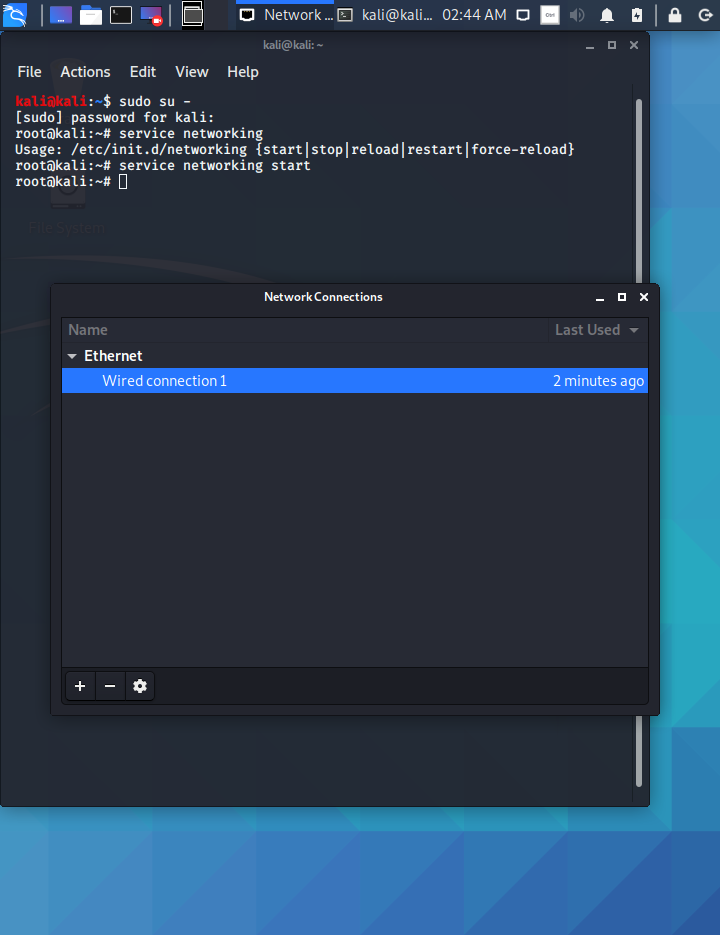 Network ...
kali@kali...
02:44 AM
Ctrl
kali@kali: ~
File Actions Edit View Help
kali@kali:~$ sudo su -
[sudo] password for kali:
root@kali:~# service networking
Usage: /etc/init.d/networking {start|stop|reload|restart|force-reload}
root@kali:~# service networking start
root@kali:~#
File System
Network Connections
Name Last Used
Ethernet
Wired connection 1 2 minutes ago